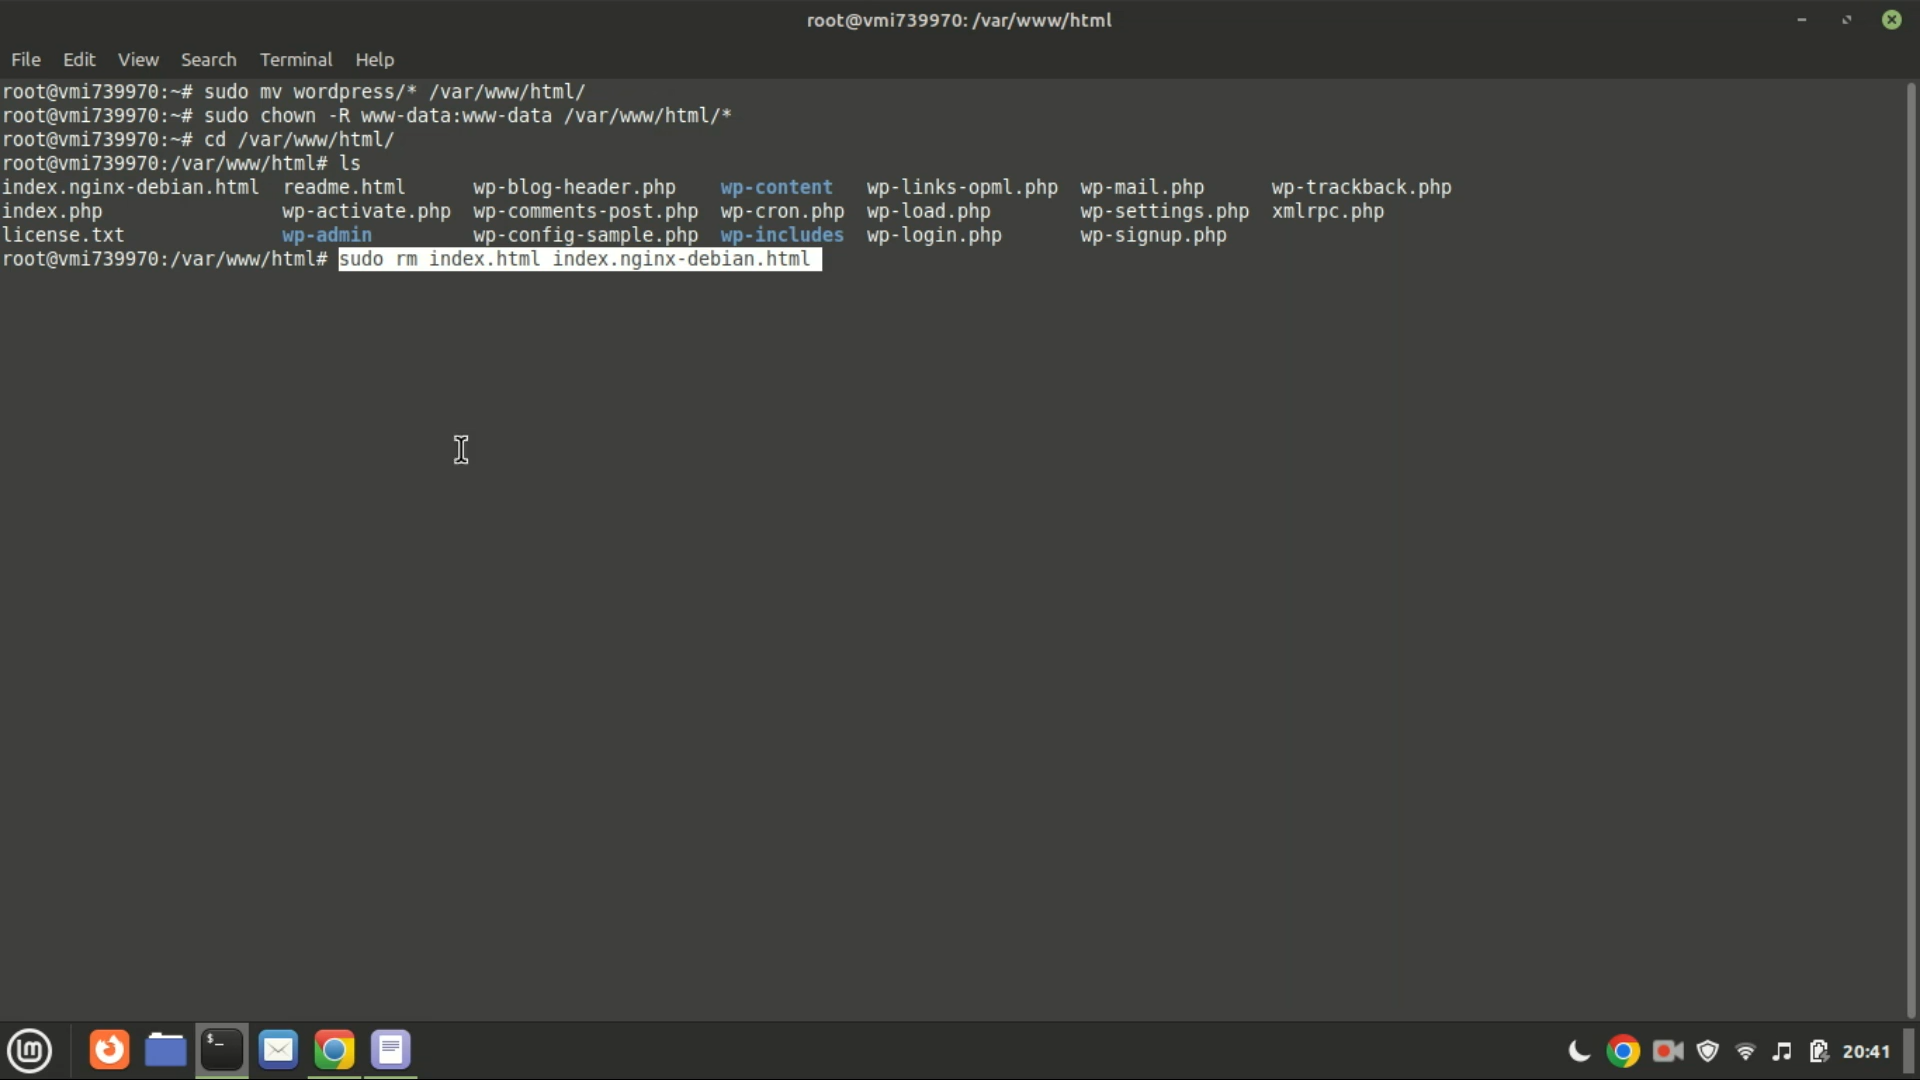 root@vmi739970: /var/www/html
File Edit View Search Terminal Help
root@vmi739970:~# sudo mv wordpress/* /var/www/html/
root@vmi739970:~# sudo chown -R www-data:www-data /var/www/html/*
root@vmi739970:~# cd /var/www/html/
root@vmi739970:/var/www/html# ls
index.nginx-debian.html readme.html wp-blog-header.php wp-content wp-links-opml.php wp-mail.php wp-trackback.php
index.php wp-activate.php wp-comments-post.php wp-cron.php wp-load.php wp-settings.php xmlrpc.php
license.txt wp-admin wp-config-sample.php wp-includes wp-login.php wp-signup.php
root@vmi739970:/var/www/html# sudo rm index.html index.nginx-debian.html
20:41